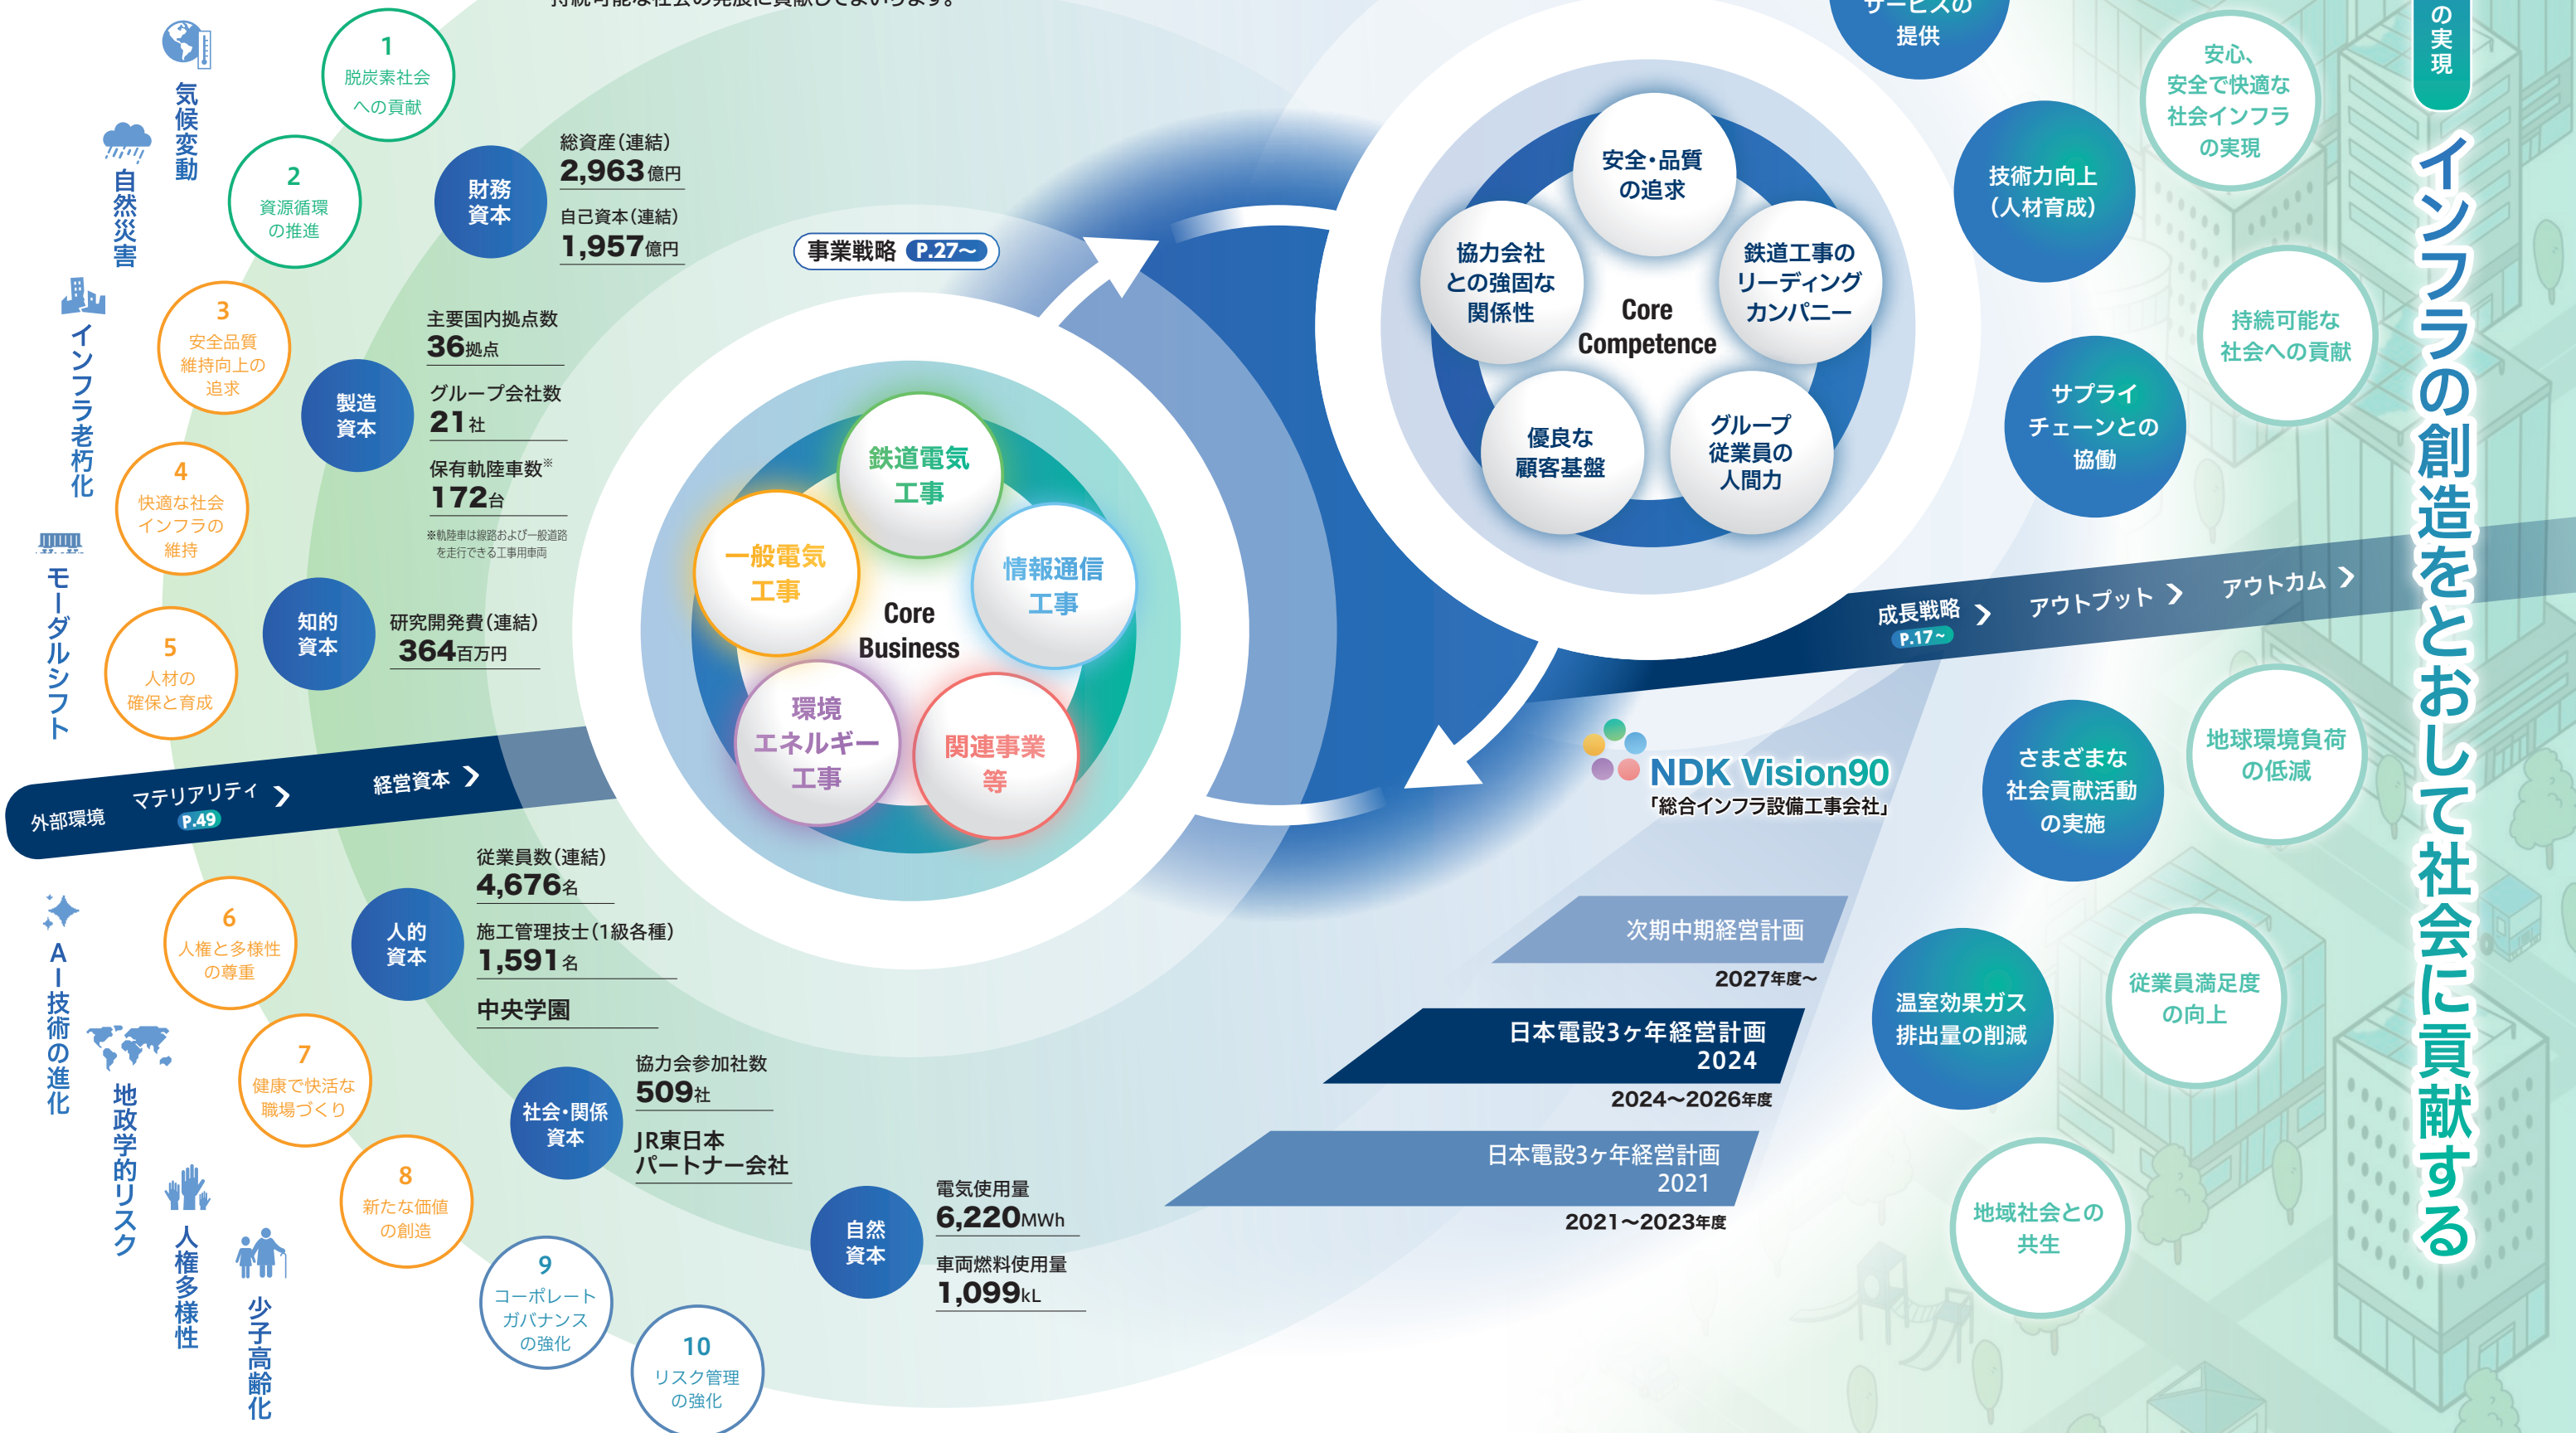 持続可能な社会の発展に貢献してまいります。
気候変動
自然災害
インフラ老朽化
モーダルシフト
外部環境
AI技術の進化
地政学的リスク
人権多様性
少子高齢化
マテリアリティ
P.49
1
脱炭素社会
への貢献
2
資源循環
の推進
3
安全品質
維持向上の
追求
4
快適な社会
インフラの
維持
5
人材の
確保と育成
6
人権と多様性
の尊重
7
健康で快活な
職場づくり
8
新たな価値
の創造
9
コーポレート
ガバナンス
の強化
10
リスク管理
の強化
経営資本
財務
資本
総資産(連結)
2,963億円
自己資本(連結)
1,957億円
製造
資本
主要国内拠点数
36拠点
グループ会社数
21社
保有軌陸車数※
172台
※軌陸車は線路および一般道路
を走行できる工事用車両
知的
資本
研究開発費(連結)
364百万円
人的
資本
従業員数(連結)
4,676名
施工管理技士(1級各種)
1,591名
中央学園
社会・関係
資本
協力会参加社数
509社
JR東日本
パートナー会社
自然
資本
電気使用量
6,220MWh
車両燃料使用量
1,099kL
事業戦略 P.27〜
Core
Business
鉄道電気
工事
情報通信
工事
関連事業
等
環境
エネルギー
工事
一般電気
工事
Core
Competence
安全・品質
の追求
鉄道工事の
リーディング
カンパニー
グループ
従業員の
人間力
優良な
顧客基盤
協力会社
との強固な
関係性
成長戦略
P.17~
NDK Vision90
「総合インフラ設備工事会社」
次期中期経営計画
2027年度〜
日本電設3ヶ年経営計画
2024
2024〜2026年度
日本電設3ヶ年経営計画
2021
2021〜2023年度
アウトプット
サービスの
提供
技術力向上
(人材育成)
サプライ
チェーンとの
協働
さまざまな
社会貢献活動
の実施
温室効果ガス
排出量の削減
アウトカム
安心、
安全で快適な
社会インフラ
の実現
持続可能な
社会への貢献
地球環境負荷
の低減
従業員満足度
の向上
地域社会との
共生
の実現
インフラの創造をとおして社会に貢献する